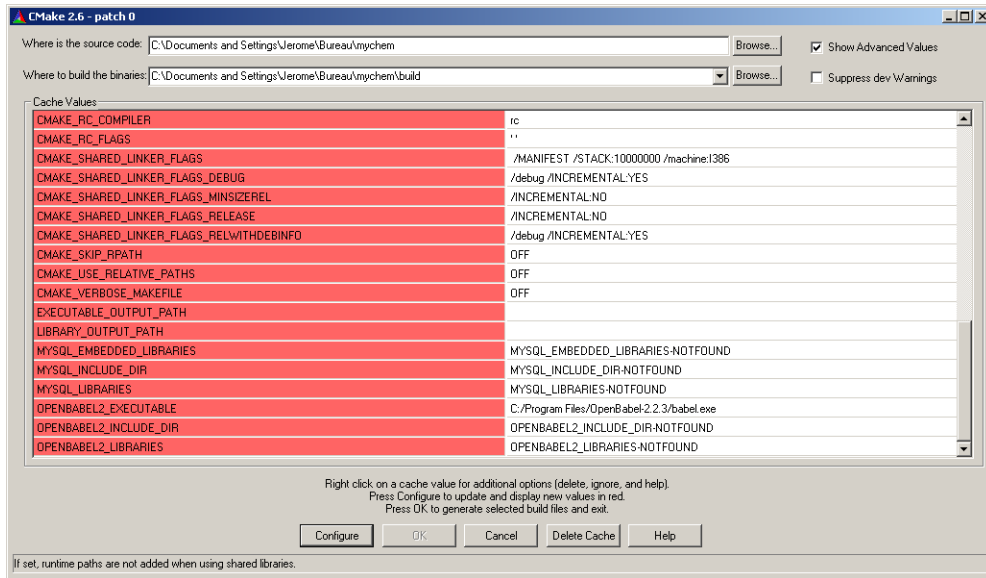 CMake 2.6 - patch 0
Where is the source code: C:\Documents and Settings\Jerome\Bureau\mychem Browse... Show Advanced Values
Where to build the binaries: C:\Documents and Settings\Jerome\Bureau\mychem\build Browse... Suppress dev Warnings
Cache Values
CMAKE_RC_COMPILER rc
CMAKE_RC_FLAGS ' '
CMAKE_SHARED_LINKER_FLAGS /MANIFEST /STACK:10000000 /machine:I386
CMAKE_SHARED_LINKER_FLAGS_DEBUG /debug /INCREMENTAL:YES
CMAKE_SHARED_LINKER_FLAGS_MINSIZEREL /INCREMENTAL:NO
CMAKE_SHARED_LINKER_FLAGS_RELEASE /INCREMENTAL:NO
CMAKE_SHARED_LINKER_FLAGS_RELWITHDEBINFO /debug /INCREMENTAL:YES
CMAKE_SKIP_RPATH OFF
CMAKE_USE_RELATIVE_PATHS OFF
CMAKE_VERBOSE_MAKEFILE OFF
EXECUTABLE_OUTPUT_PATH
LIBRARY_OUTPUT_PATH
MYSQL_EMBEDDED_LIBRARIES MYSQL_EMBEDDED_LIBRARIES-NOTFOUND
MYSQL_INCLUDE_DIR MYSQL_INCLUDE_DIR-NOTFOUND
MYSQL_LIBRARIES MYSQL_LIBRARIES-NOTFOUND
OPENBABEL2_EXECUTABLE C:/Program Files/OpenBabel-2.2.3/babel.exe
OPENBABEL2_INCLUDE_DIR OPENBABEL2_INCLUDE_DIR-NOTFOUND
OPENBABEL2_LIBRARIES OPENBABEL2_LIBRARIES-NOTFOUND
Right click on a cache value for additional options (delete, ignore, and help).
Press Configure to update and display new values in red.
Press OK to generate selected build files and exit.
Configure OK Cancel Delete Cache Help
If set, runtime paths are not added when using shared libraries.